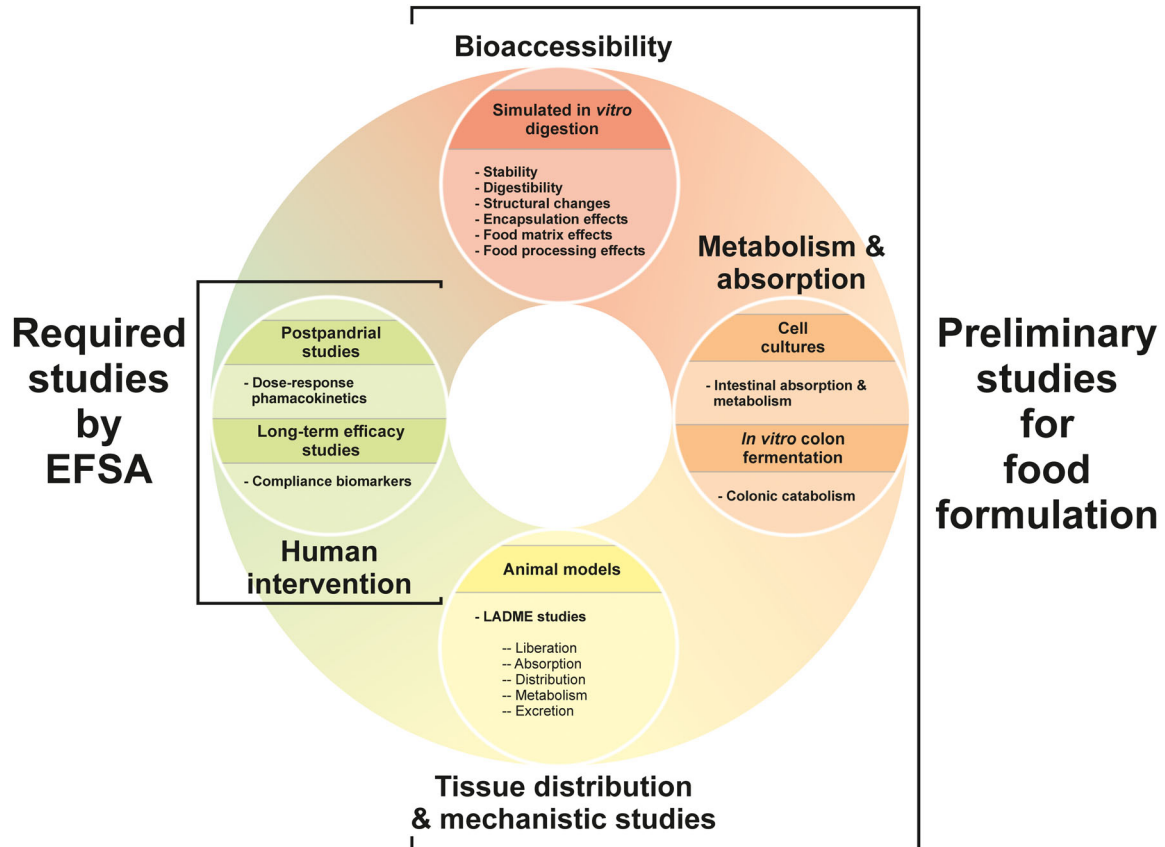 Bioaccessibility
Simulated in vitro
digestion
- Stability
- Digestibility
- Structural changes
- Encapsulation effects
- Food matrix effects
- Food processing effects
Metabolism &
absorption
Cell
cultures
- Intestinal absorption &
metabolism
In vitro colon
fermentation
- Colonic catabolism
Preliminary
studies
for
food
formulation
Required
studies
by
EFSA
Postpandrial
studies
- Dose-response
phamacokinetics
Long-term efficacy
studies
- Compliance biomarkers
Human
intervention
Animal models
- LADME studies
-- Liberation
-- Absorption
-- Distribution
-- Metabolism
-- Excretion
Tissue distribution
& mechanistic studies